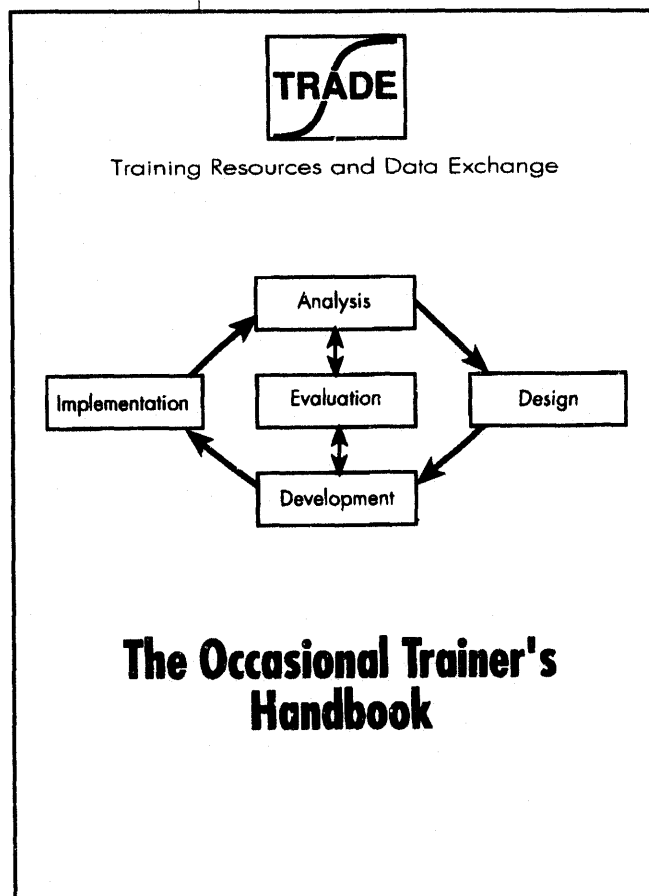 TRADE
Training Resources and Data Exchange
Analysis
Implementation
Evaluation
Design
Development
The Occasional Trainer's
Handbook